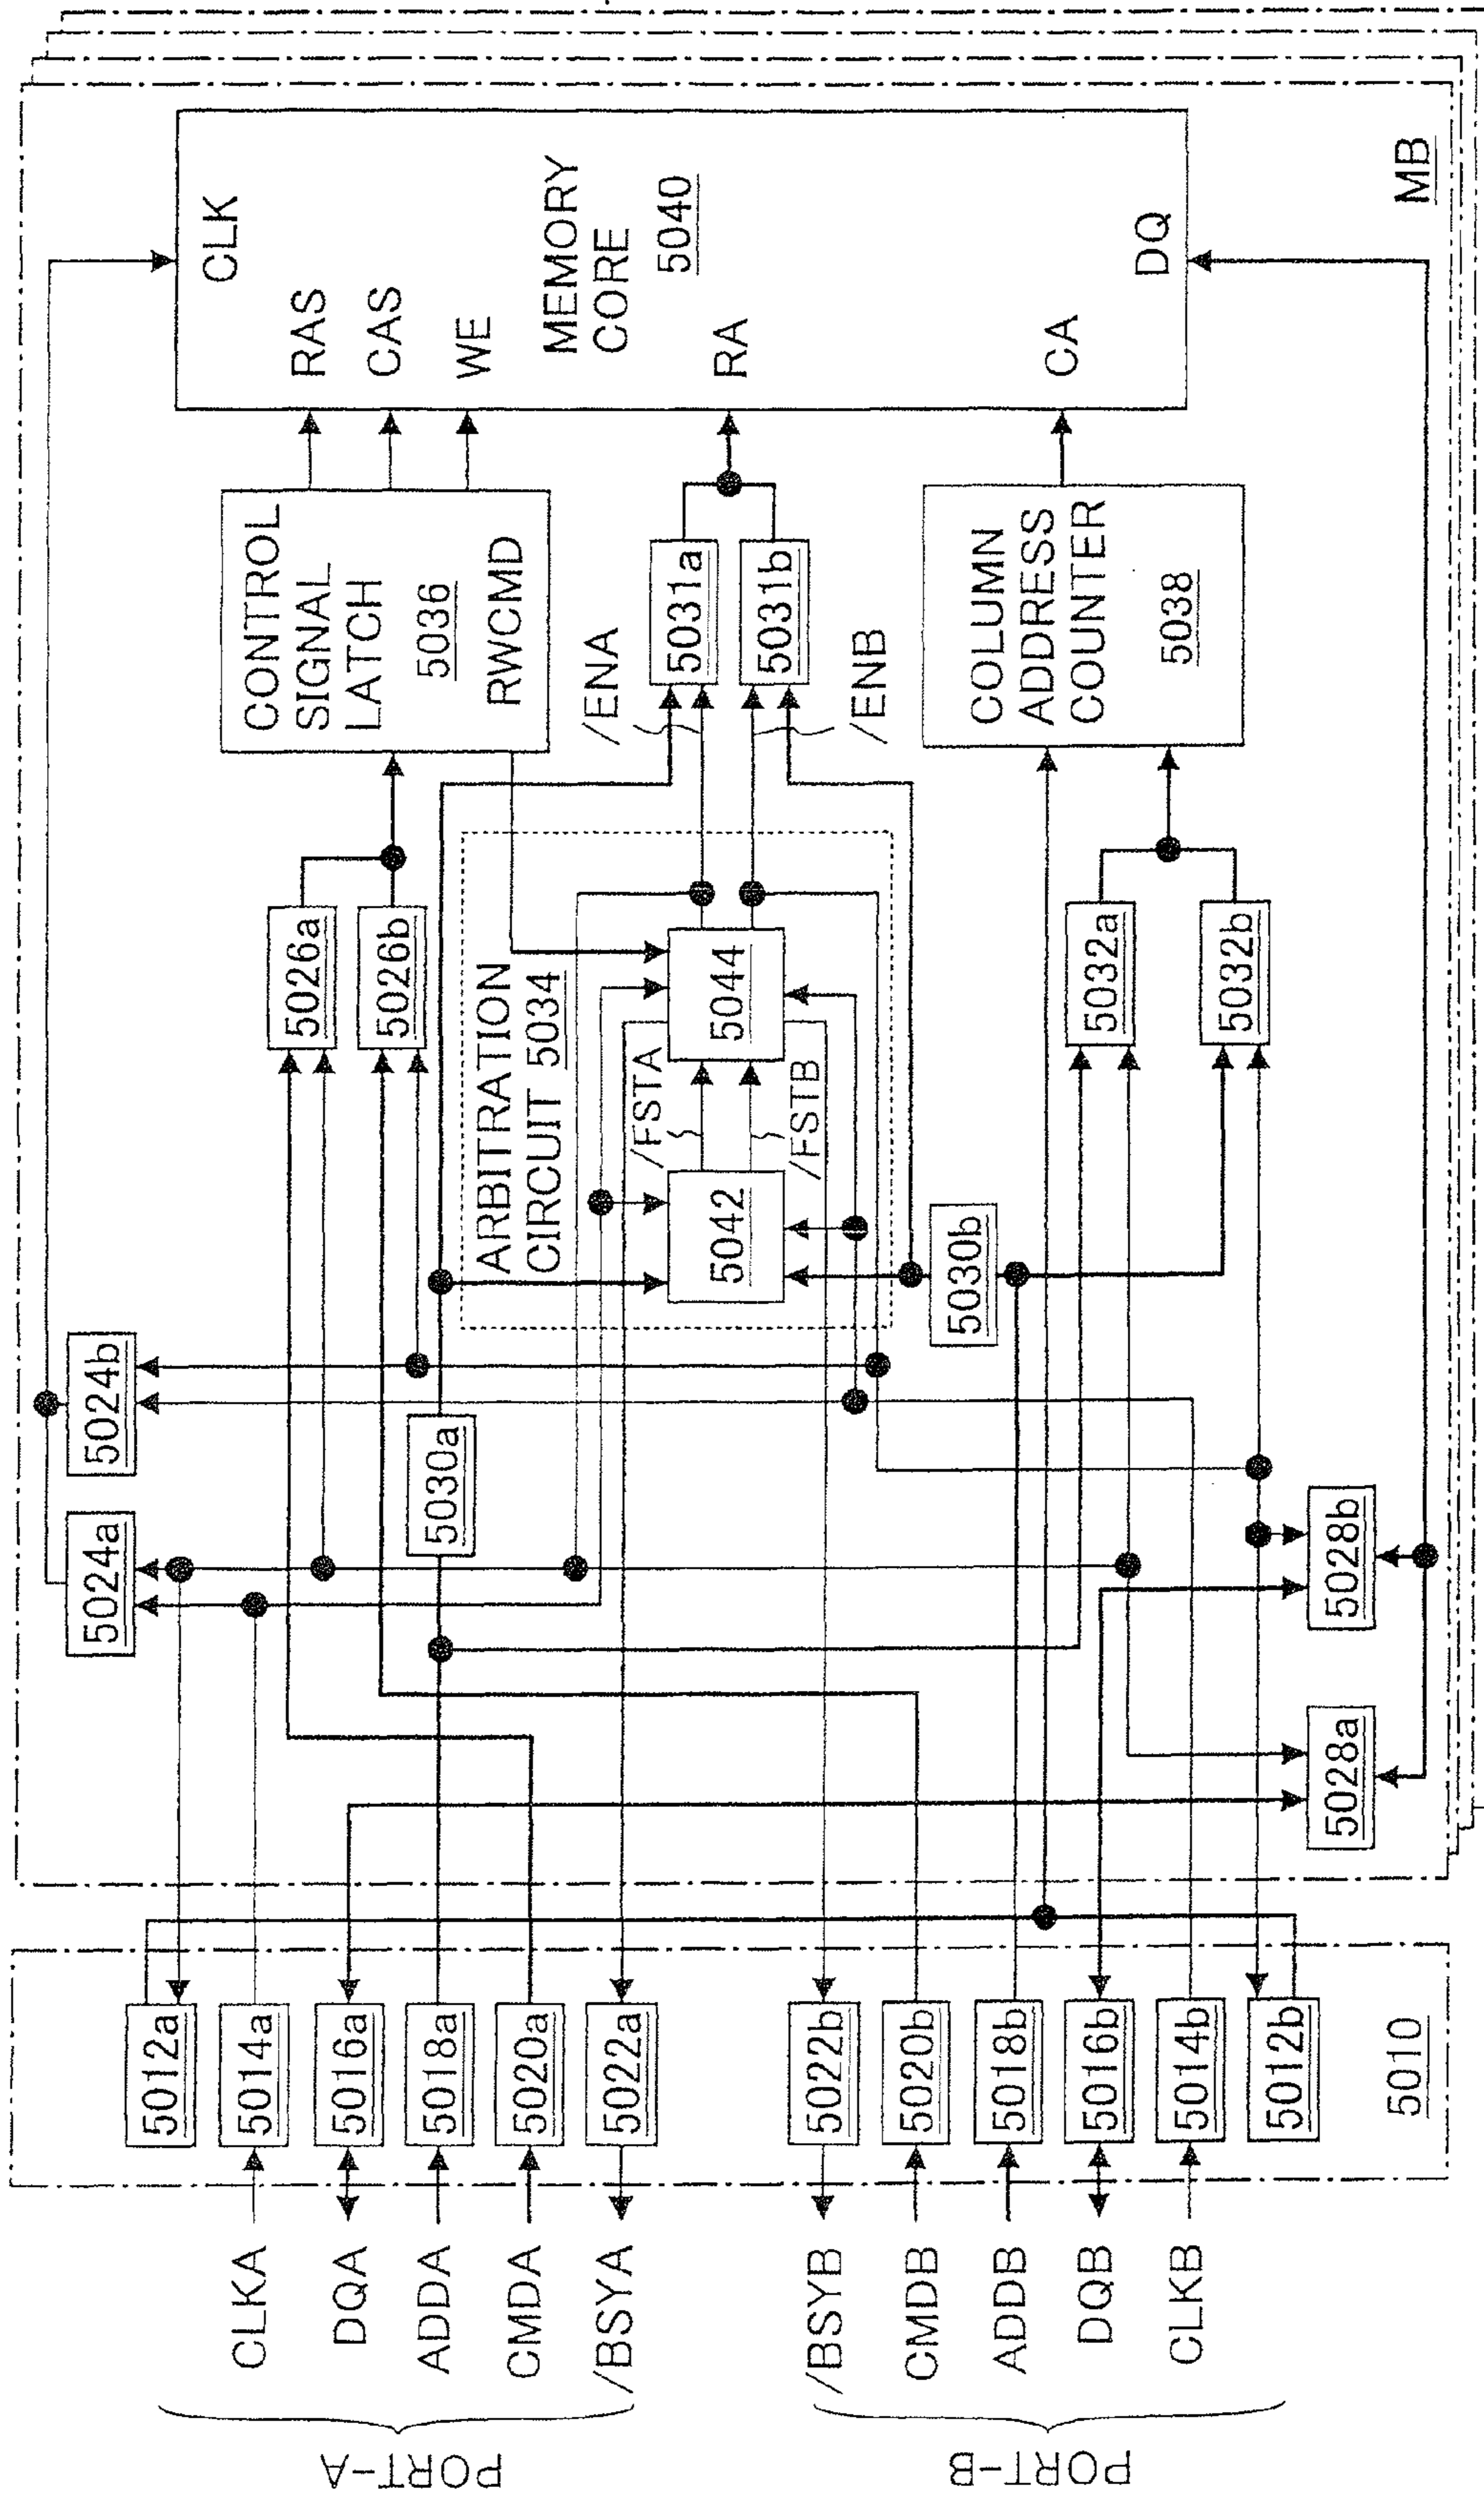 PORT-A
CLKA
DQA
ADDA
CMDA
/BSYA
PORT-B
/BSYB
CMDB
ADDB
DQB
CLKB
5012a
5014a
5016a
5018a
5020a
5022a
5022b
5020b
5018b
5016b
5014b
5012b
5010
5024a
5024b
5030a
5028a
5028b
5030b
ARBITRATION
CIRCUIT 5034
5042
/FSTA
/FSTB
5044
5026a
5026b
5032a
5032b
/ENA
/ENB
5031a
5031b
CONTROL
SIGNAL
LATCH
5036
RWCMD
COLUMN
ADDRESS
COUNTER
5038
CLK
RAS
CAS
WE
MEMORY
CORE
5040
RA
CA
DQ
MB